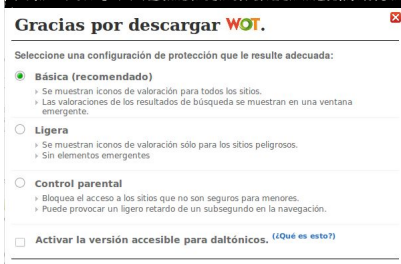 Gracias por descargar WOT.
Seleccione una configuración de protección que le resulte adecuada:
Básica (recomendado)
Se muestran iconos de valoración para todos los sitios.
Las valoraciones de los resultados de búsqueda se muestran en una ventana
emergente.
Ligera
Se muestran iconos de valoración sólo para los sitios peligrosos.
Sin elementos emergentes
Control parental
Bloquea el acceso a los sitios que no son seguros para menores.
Puede provocar un ligero retardo de un subsegundo en la navegación.
Activar la versión accesible para daltónicos. (¿Qué es esto?)